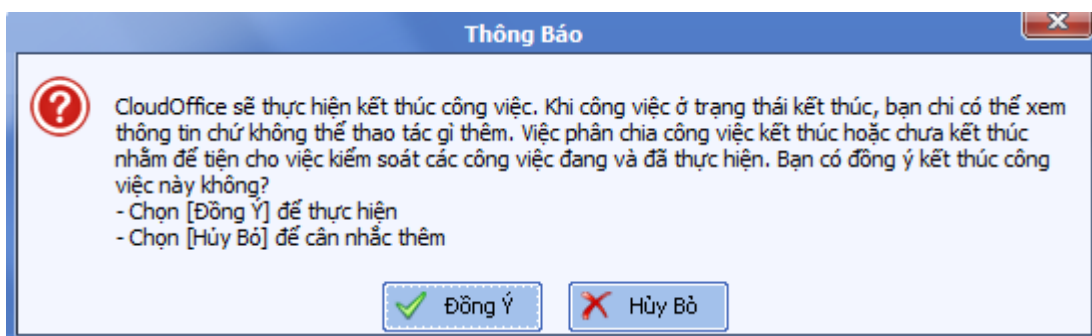 Thông Báo
CloudOffice sẽ thực hiện kết thúc công việc. Khi công việc ở trạng thái kết thúc, bạn chỉ có thể xem
thông tin chứ không thể thao tác gì thêm. Việc phân chia công việc kết thúc hoặc chưa kết thúc
nhằm để tiện cho việc kiểm soát các công việc đang và đã thực hiện. Bạn có đồng ý kết thúc công
việc này không?
- Chọn [Đồng Ý] để thực hiện
- Chọn [Hủy Bỏ] để cân nhắc thêm
Đồng Ý
Hủy Bỏ